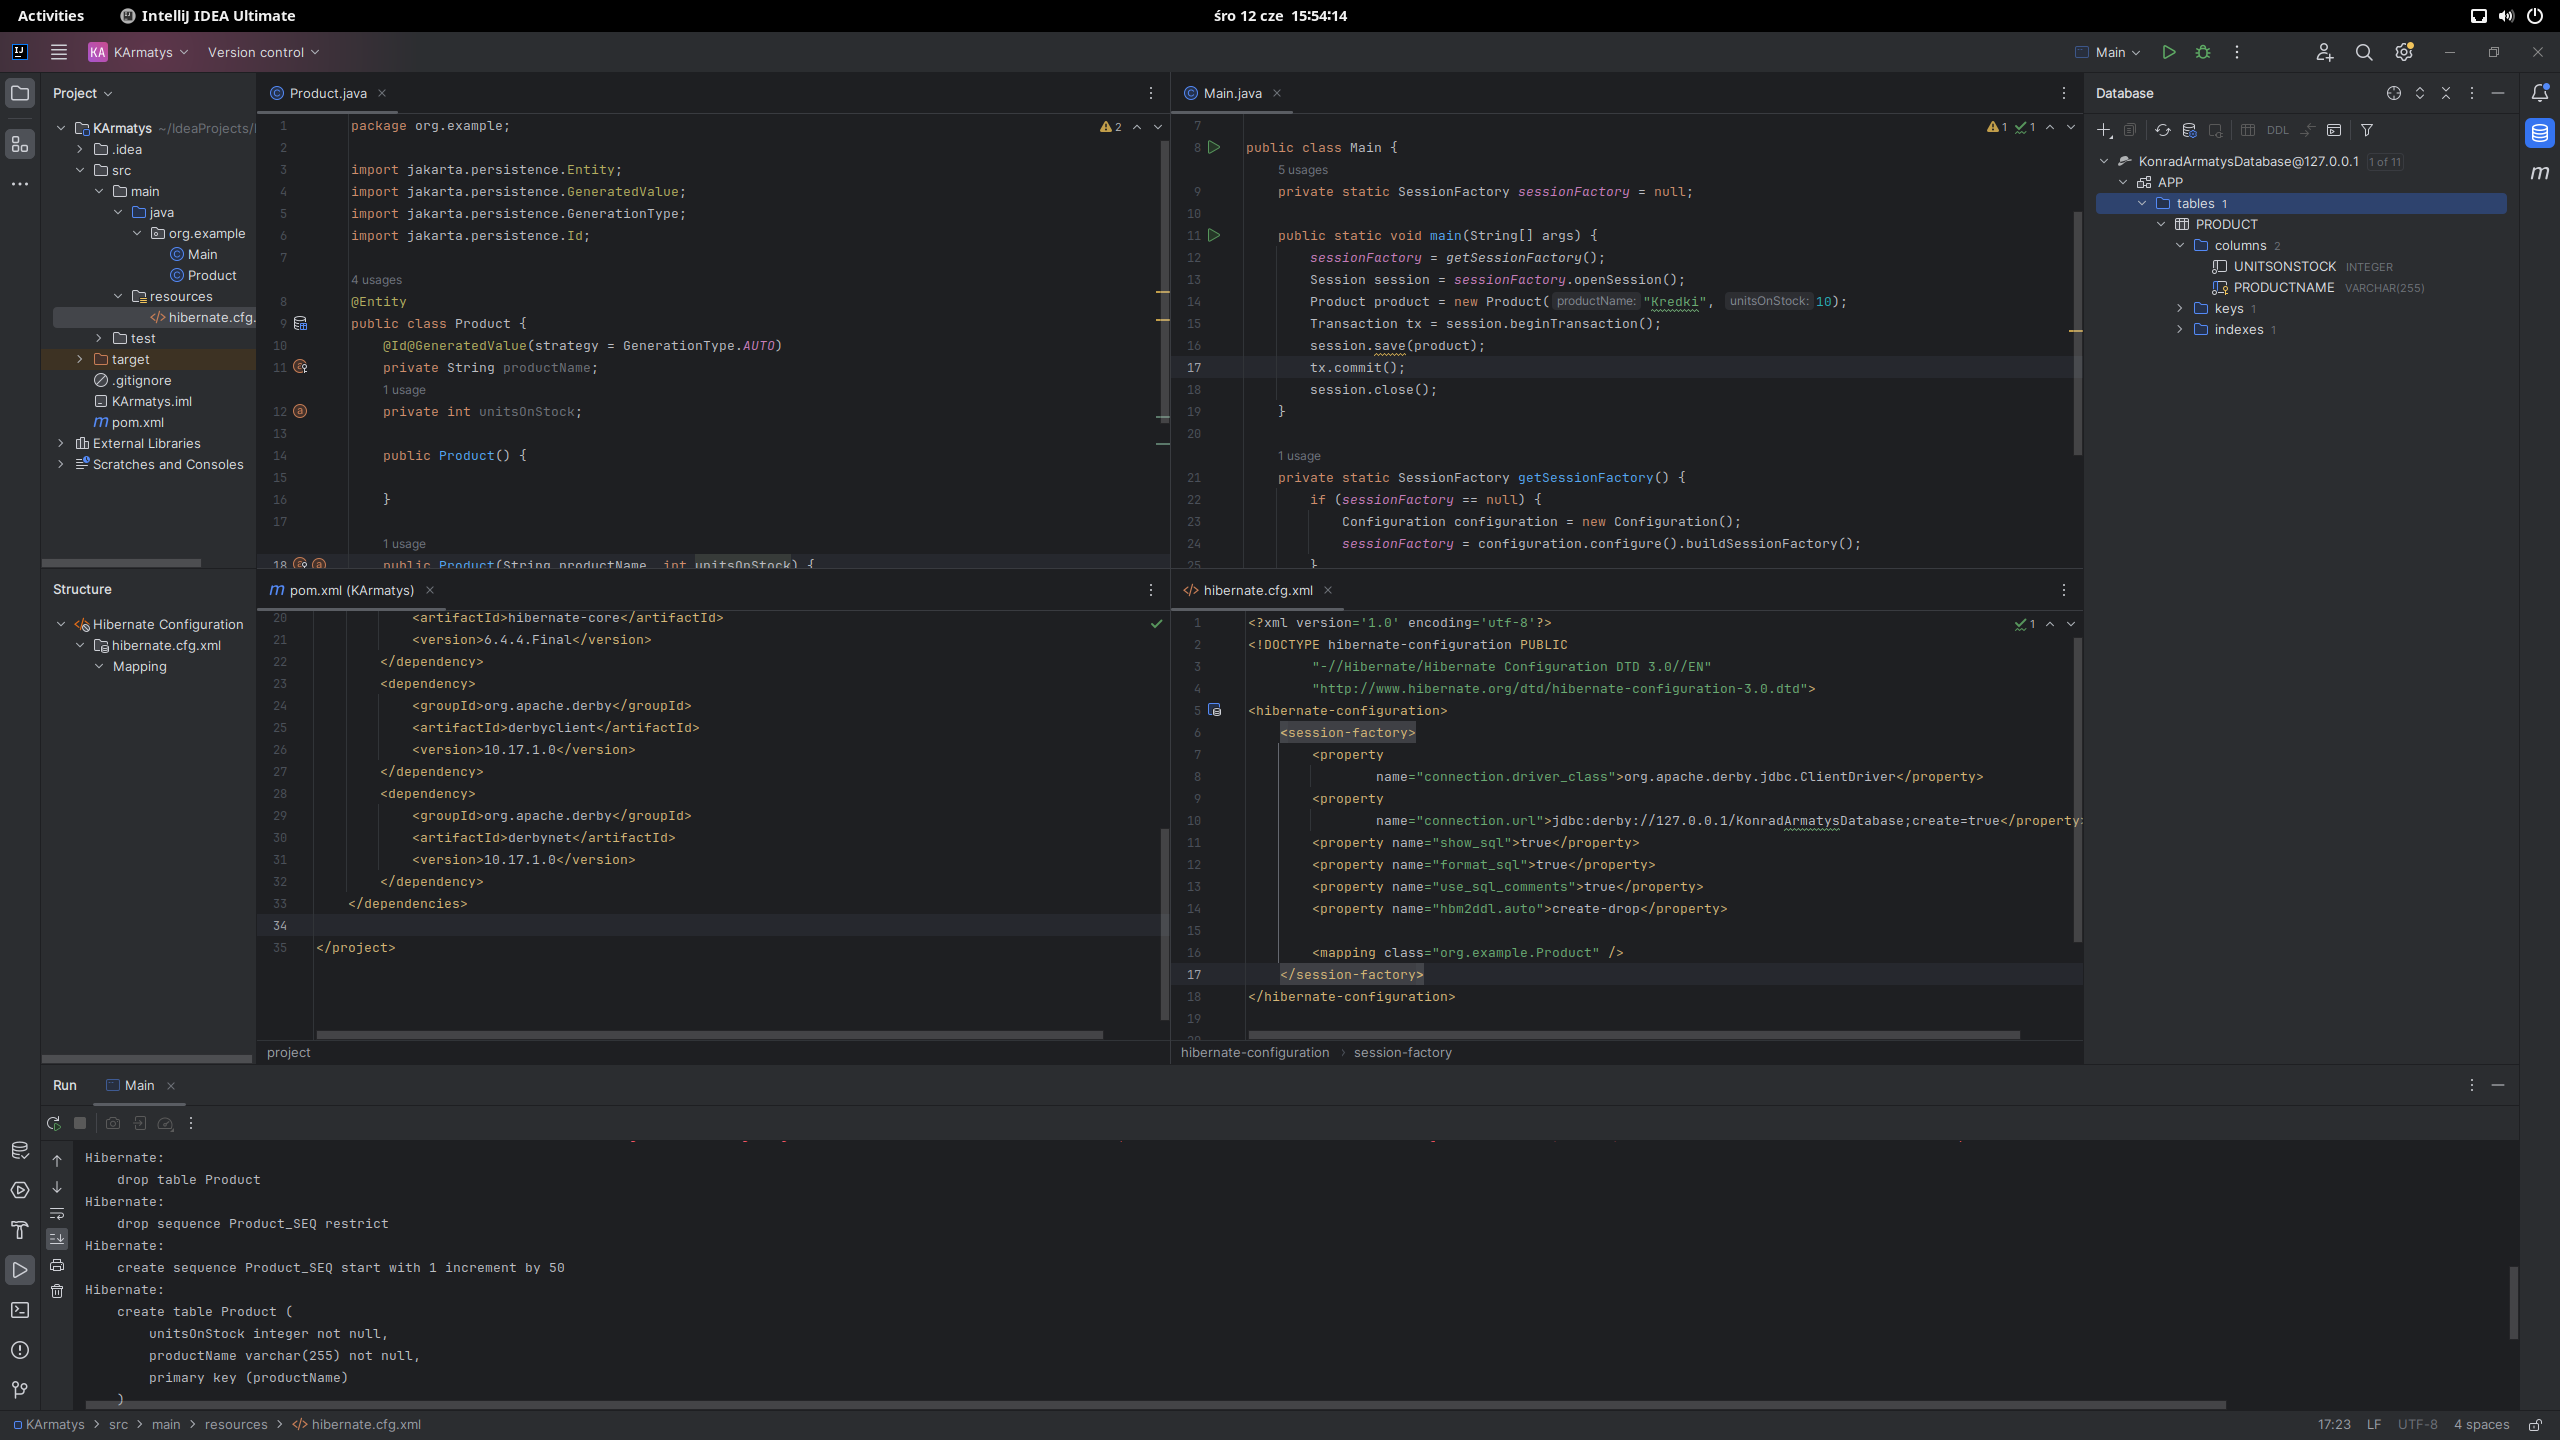 Activities
IntelliJ IDEA Ultimate
śro 12 cze 15:54:14
KA KArmatys
Version control
Main
Project
KArmatys ~/IdeaProjects/
.idea
src
main
java
org.example
Main
Product
resources
hibernate.cfg.
test
target
.gitignore
KArmatys.iml
pom.xml
External Libraries
Scratches and Consoles
Product.java
2
1 package org.example;
2
3 import jakarta.persistence.Entity;
4 import jakarta.persistence.GeneratedValue;
5 import jakarta.persistence.GenerationType;
6 import jakarta.persistence.Id;
7
4 usages
8 @Entity
9 public class Product {
10 @Id@GeneratedValue(strategy = GenerationType.AUTO)
11 private String productName;
1 usage
12 private int unitsOnStock;
13
14 public Product() {
15
16 }
17
1 usage
18 public Product(String productName, int unitsOnStock) {
Main.java
1 1
7
8 public class Main {
5 usages
9 private static SessionFactory sessionFactory = null;
10
11 public static void main(String[] args) {
12 sessionFactory = getSessionFactory();
13 Session session = sessionFactory.openSession();
14 Product product = new Product( productName: "Kredki", unitsOnStock: 10);
15 Transaction tx = session.beginTransaction();
16 session.save(product);
17 tx.commit();
18 session.close();
19 }
20
1 usage
21 private static SessionFactory getSessionFactory() {
22 if (sessionFactory == null) {
23 Configuration configuration = new Configuration();
24 sessionFactory = configuration.configure().buildSessionFactory();
25 }
Database
DDL
KonradArmatysDatabase@127.0.0.1 1 of 11
APP
tables 1
PRODUCT
columns 2
UNITSONSTOCK INTEGER
PRODUCTNAME VARCHAR(255)
keys 1
indexes 1
Structure
Hibernate Configuration
hibernate.cfg.xml
Mapping
pom.xml (KArmatys)
20 <artifactId>hibernate-core</artifactId>
21 <version>6.4.4.Final</version>
22 </dependency>
23 <dependency>
24 <groupId>org.apache.derby</groupId>
25 <artifactId>derbyclient</artifactId>
26 <version>10.17.1.0</version>
27 </dependency>
28 <dependency>
29 <groupId>org.apache.derby</groupId>
30 <artifactId>derbynet</artifactId>
31 <version>10.17.1.0</version>
32 </dependency>
33 </dependencies>
34
35 </project>
project
hibernate.cfg.xml
1
1 <?xml version='1.0' encoding='utf-8'?>
2 <!DOCTYPE hibernate-configuration PUBLIC
3 "-//Hibernate/Hibernate Configuration DTD 3.0//EN"
4 "http://www.hibernate.org/dtd/hibernate-configuration-3.0.dtd">
5 <hibernate-configuration>
6 <session-factory>
7 <property
8 name="connection.driver_class">org.apache.derby.jdbc.ClientDriver</property>
9 <property
10 name="connection.url">jdbc:derby://127.0.0.1/KonradArmatysDatabase;create=true</property>
11 <property name="show_sql">true</property>
12 <property name="format_sql">true</property>
13 <property name="use_sql_comments">true</property>
14 <property name="hbm2ddl.auto">create-drop</property>
15
16 <mapping class="org.example.Product" />
17 </session-factory>
18 </hibernate-configuration>
19
hibernate-configuration › session-factory
Run
Main
Hibernate:
drop table Product
Hibernate:
drop sequence Product_SEQ restrict
Hibernate:
create sequence Product_SEQ start with 1 increment by 50
Hibernate:
create table Product (
unitsOnStock integer not null,
productName varchar(255) not null,
primary key (productName)
)
KArmatys > src > main > resources > hibernate.cfg.xml
17:23 LF UTF-8 4 spaces